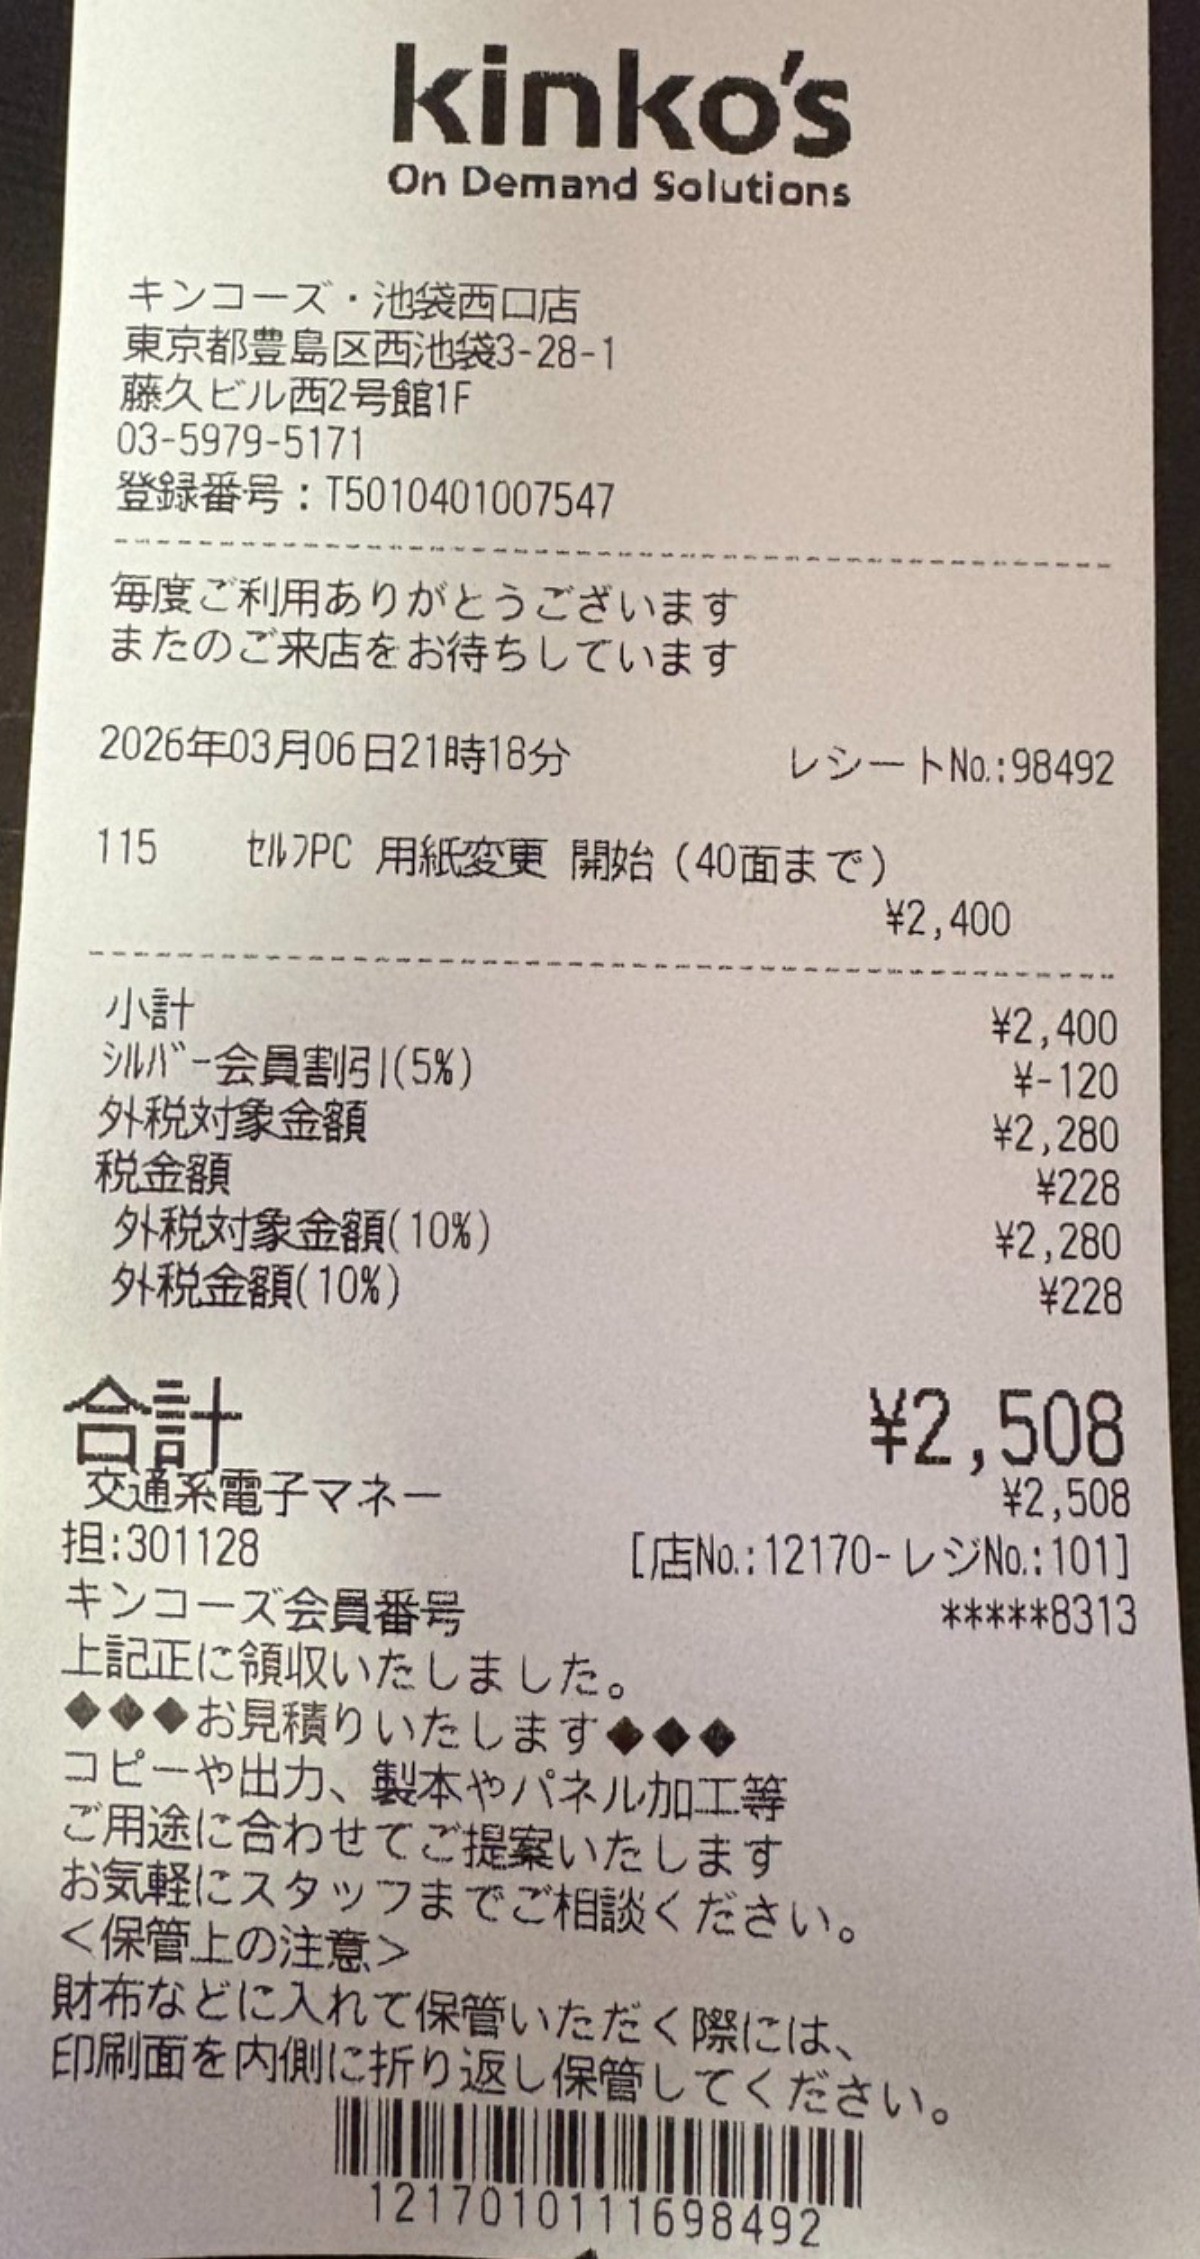 kinko's
On Demand Solutions
キンコーズ・池袋西口店
東京都豊島区西池袋3-28-1
藤久ビル西2号館1F
03-5979-5171
登録番号：T5010401007547
毎度ご利用ありがとうございます
またのご来店をお待ちしています
2026年03月06日21時18分 レシートNo.:98492
115 ｾﾙﾌPC 用紙変更 開始（40面まで）
¥2,400
小計 ¥2,400
ｼﾙﾊﾞｰ会員割引(5%) ¥-120
外税対象金額 ¥2,280
税金額 ¥228
外税対象金額(10%) ¥2,280
外税金額(10%) ¥228
合計 ¥2,508
交通系電子マネー ¥2,508
担:301128 [店No.:12170-レジNo.:101]
キンコーズ会員番号 *****8313
上記正に領収いたしました。
◆◆◆お見積りいたします◆◆◆
コピーや出力、製本やパネル加工等
ご用途に合わせてご提案いたします
お気軽にスタッフまでご相談ください。
＜保管上の注意＞
財布などに入れて保管いただく際には、
印刷面を内側に折り返し保管してください。
1217010111698492